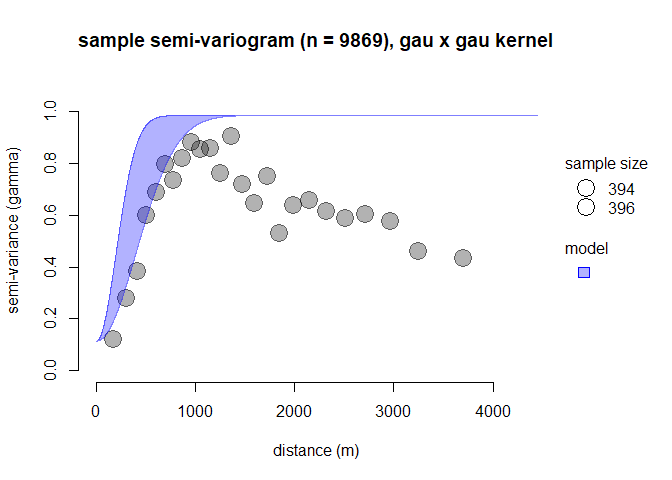 sample semi-variogram (n = 9869), gau x gau kernel
semi-variance (gamma)
1.0
0.8
0.6
0.4
0.2
0.0
0 1000 2000 3000 4000
distance (m)
sample size
394
396
model